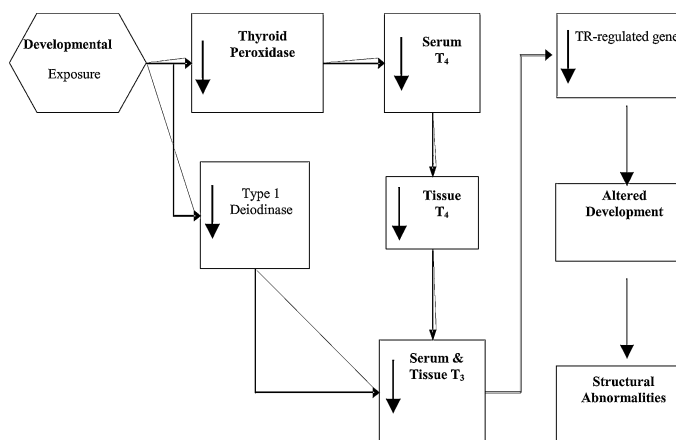 Developmental
Exposure
Thyroid
Peroxidase
Serum
T4
TR-regulated gene
Type 1
Deiodinase
Tissue
T4
Altered
Development
Serum &
Tissue T3
Structural
Abnormalities